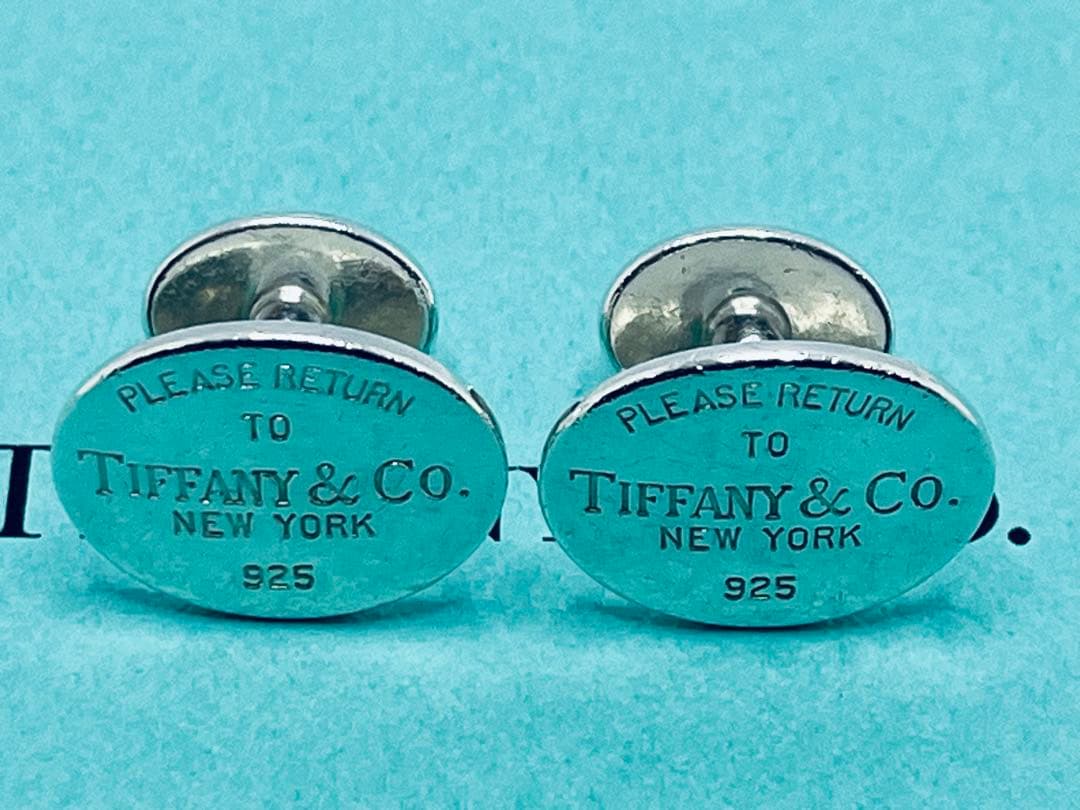 PLEASE RETURN
TO
TIFFANY & CO.
NEW YORK
925
PLEASE RETURN
TO
TIFFANY & CO.
NEW YORK
925